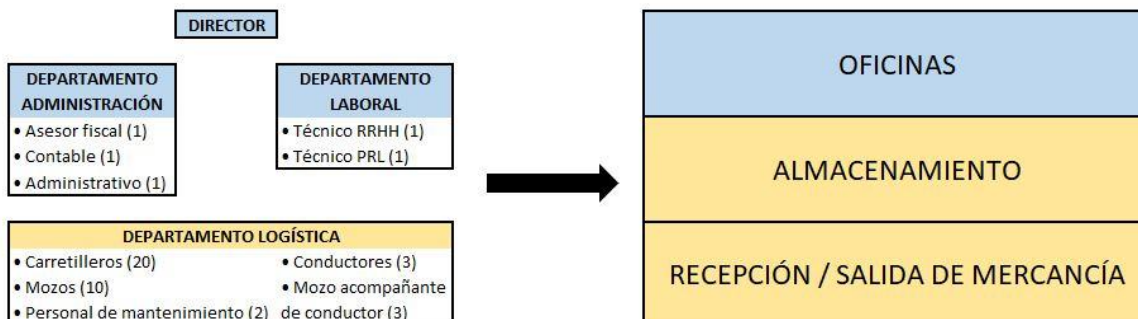 DIRECTOR
DEPARTAMENTO
ADMINISTRACIÓN
• Asesor fiscal (1)
• Contable (1)
• Administrativo (1)
DEPARTAMENTO
LABORAL
• Técnico RRHH (1)
• Técnico PRL (1)
DEPARTAMENTO LOGÍSTICA
• Carretilleros (20)
• Mozos (10)
• Personal de mantenimiento (2)
• Conductores (3)
• Mozo acompañante
de conductor (3)
OFICINAS
ALMACENAMIENTO
RECEPCIÓN / SALIDA DE MERCANCÍA